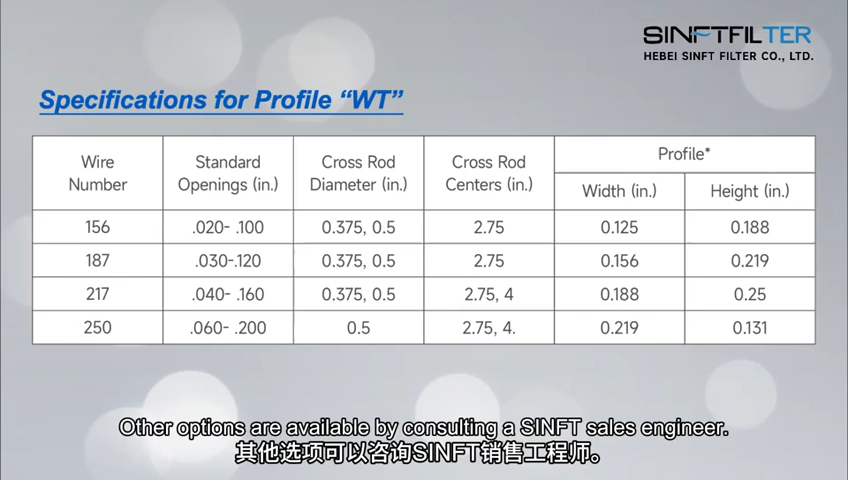 SINFTFILTER
HEBEI SINFT FILTER CO., LTD.
Specifications for Profile “WT”
Wire Number Standard Openings (in.) Cross Rod Diameter (in.) Cross Rod Centers (in.) Profile*
Width (in.) Height (in.)
156 .020- .100 0.375, 0.5 2.75 0.125 0.188
187 .030-.120 0.375, 0.5 2.75 0.156 0.219
217 .040- .160 0.375, 0.5 2.75, 4 0.188 0.25
250 .060- .200 0.5 2.75, 4. 0.219 0.131
Other options are available by consulting a SINFT sales engineer.
其他选项可以咨询SINFT销售工程师。